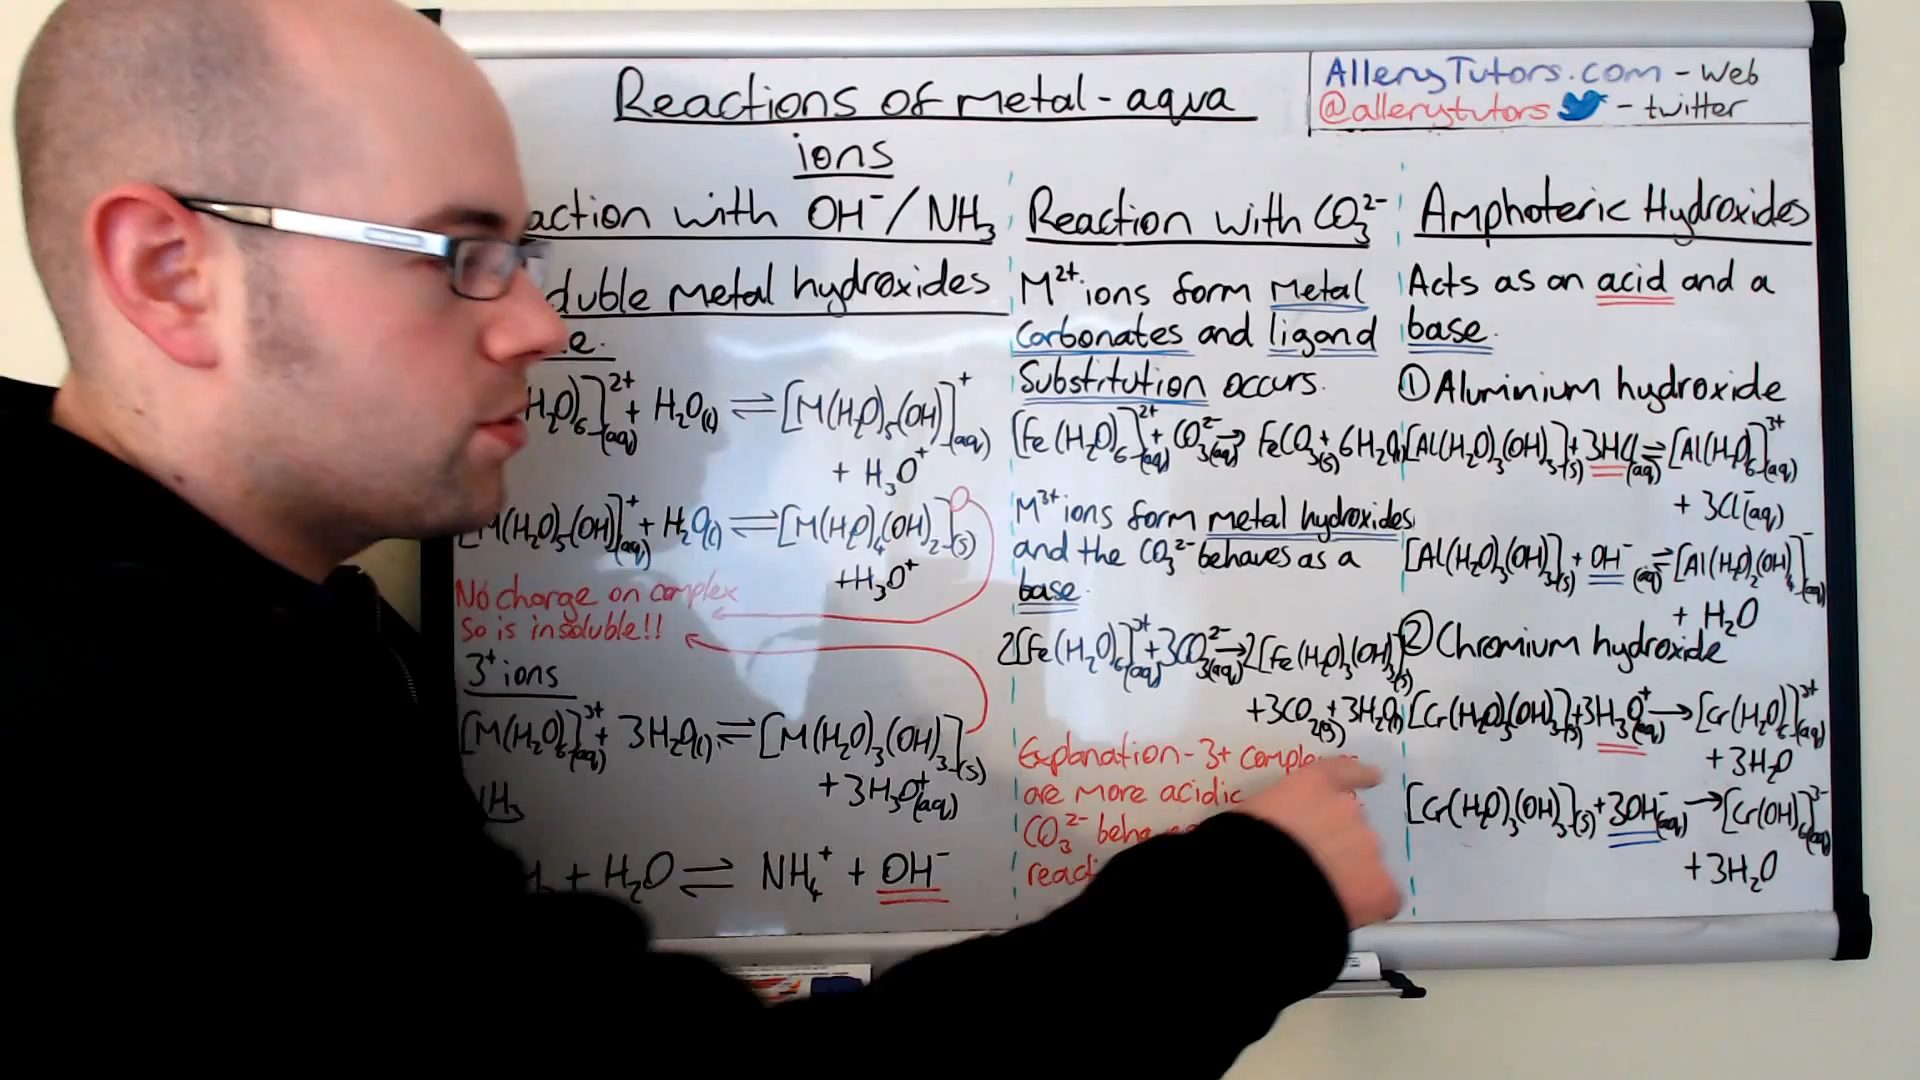 Reactions of metal-aqua
ions
AlleryTutors.com - Web
@allerytutors - twitter
action with OH⁻/NH₃
duble metal hydroxides
H₂O)₆]²⁺(aq) + H₂O(l) ⇌ [M(H₂O)₅(OH)]⁺(aq)
+ H₃O⁺
[M(H₂O)₅(OH)]⁺(aq) + H₂O(l) ⇌ [M(H₂O)₄(OH)₂](s)
+H₃O⁺
No charge on complex
So is insoluble!!
3⁺ ions
[M(H₂O)₆]³⁺(aq) + 3H₂O(l) ⇌ [M(H₂O)₃(OH)₃](s)
+ 3H₃O⁺(aq)
NH₃
+ H₂O ⇌ NH₄⁺ + OH⁻
Reaction with CO₃²⁻
M²⁺ ions form metal
carbonates and ligand
Substitution occurs.
[Fe(H₂O)₆]²⁺(aq) + CO₃²⁻(aq) → FeCO₃(s) + 6H₂O(l)
M³⁺ ions form metal hydroxides
and the CO₃²⁻ behaves as a
base.
2[Fe(H₂O)₆]³⁺(aq) + 3CO₃²⁻(aq) → 2[Fe(H₂O)₃(OH)₃](s)
+3CO₂(g) + 3H₂O(l)
Explanation - 3+
are more acidic
CO₃²⁻
Amphoteric Hydroxides
Acts as an acid and a
base.
① Aluminium hydroxide
[Al(H₂O)₃(OH)₃](s) + 3HCl(aq) ⇌ [Al(H₂O)₆]³⁺(aq)
+ 3Cl⁻(aq)
[Al(H₂O)₃(OH)₃](s) + OH⁻(aq) ⇌ [Al(H₂O)₂(OH)₄]⁻(aq)
+ H₂O
② Chromium hydroxide
[Cr(H₂O)₃(OH)₃](s) + 3H₃O⁺(aq) → [Cr(H₂O)₆]³⁺(aq)
+ 3H₂O
[Cr(H₂O)₃(OH)₃](s) + 3OH⁻(aq) → [Cr(OH)₆]³⁻(aq)
+ 3H₂O